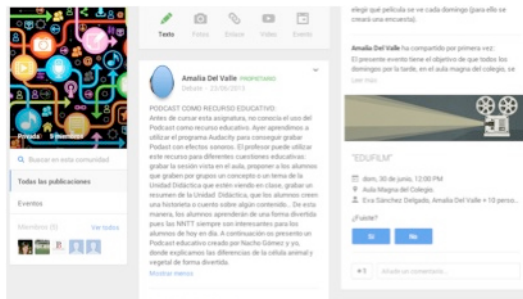 Privada 9 miembros
Buscar en esta comunidad
Todas las publicaciones
Eventos
Miembros (9) Ver todos
Texto Fotos Enlace Vídeo Evento
Amalia Del Valle PROPIETARIO
Debate - 23/06/2013
PODCAST COMO RECURSO EDUCATIVO:
Antes de cursar esta asignatura, no conocía el uso del
Podcast como recurso educativo. Ayer aprendimos a
utilizar el programa Audacity para conseguir grabar
Podast con efectos sonoros. El profesor puede utilizar
este recurso para diferentes cuestiones educativas:
grabar la sesión vista en el aula, proponer a los alumnos
que graben por grupos un concepto o un tema de la
Unidad Didáctica que estén viendo en clase, grabar un
resumen de la Unidad Didáctica, que los alumnos creen
una historieta o cuento sobre algún contenido... De esta
manera, los alumnos aprenderán de una forma divertida
pues las NNTT siempre son interesantes para los
alumnos de hoy en día. A continuación os presento un
Podcast educativo creado por Nacho Gámez y yo,
donde explicamos las diferencias de la célula animal y
vegetal de forma divertida.
Mostrar menos
elegir qué película se ve cada domingo (para ello se
creará una encuesta).
Amalia Del Valle ha compartido por primera vez:
El presente evento tiene el objetivo de que todos los
domingos por la tarde, en el aula magna del colegio, se
Leer más
"EDUFILM"
dom, 30 de junio, 12:00 PM
Aula Magna del Colegio.
Eva Sánchez Delgado, Amalia Del Valle + 10 perso...
¿Fuiste?
Sí No
+1 Añade un comentario...